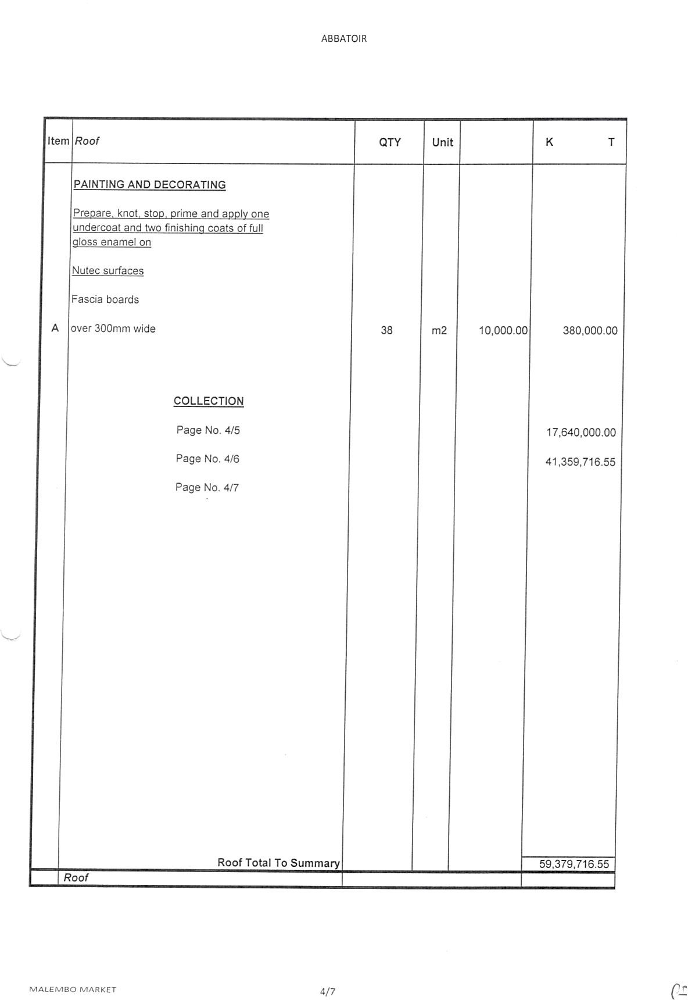 ABBATOIR
Item Roof QTY Unit K T
PAINTING AND DECORATING
Prepare, knot, stop, prime and apply one
undercoat and two finishing coats of full
gloss enamel on
Nutec surfaces
Fascia boards
A over 300mm wide 38 m2 10,000.00 380,000.00
COLLECTION
Page No. 4/5 17,640,000.00
Page No. 4/6 41,359,716.55
Page No. 4/7
Roof Total To Summary 59,379,716.55
Roof
MALEMBO MARKET 4/7